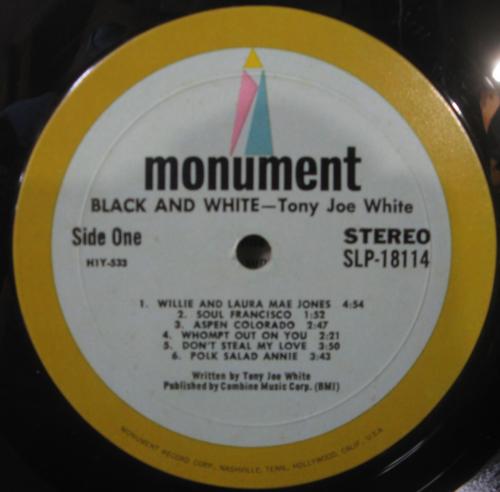 monument
BLACK AND WHITE—Tony Joe White
Side One
STEREO
H1Y-533
SLP-18114
1. WILLIE AND LAURA MAE JONES 4:54
2. SOUL FRANCISCO 1:52
3. ASPEN COLORADO 2:47
4. WHOMPT OUT ON YOU 2:21
5. DON'T STEAL MY LOVE 3:50
6. POLK SALAD ANNIE 3:43
Written by Tony Joe White
Published by Combine Music Corp. (BMI)
MONUMENT RECORD CORP., NASHVILLE, TENN., HOLLYWOOD, CALIF., U.S.A.